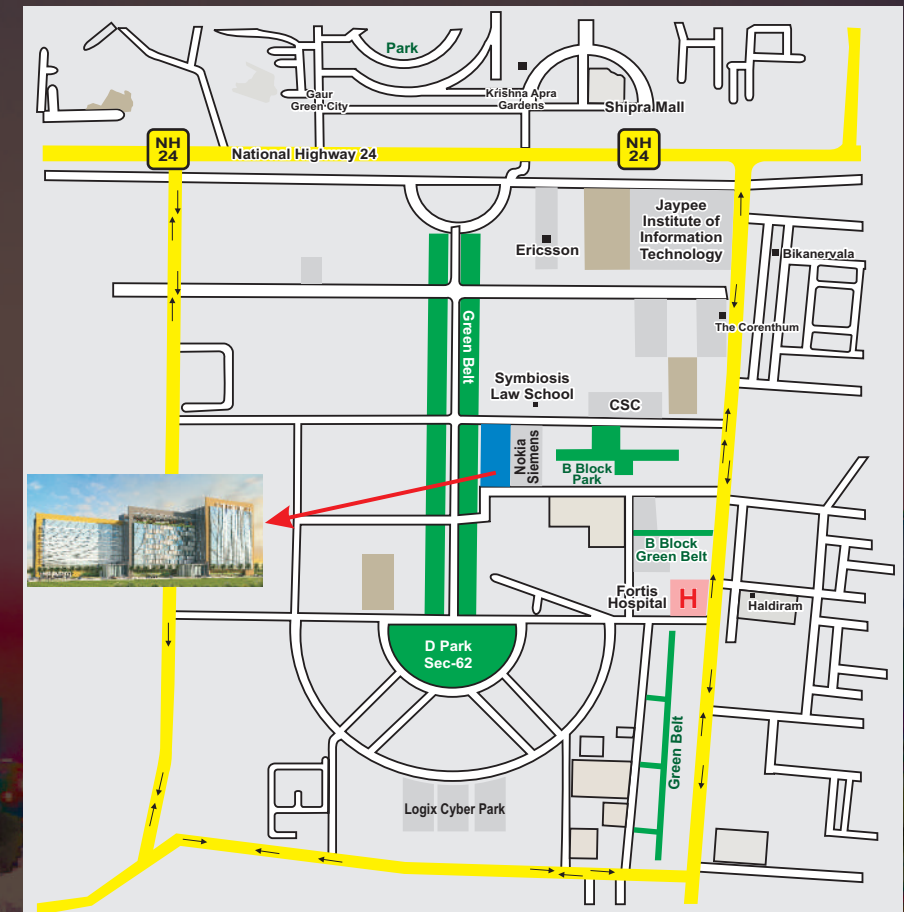 Park
Gaur
Green City
Krishna Apra
Gardens
Shipra Mall
NH
24
National Highway 24
NH
24
Jaypee
Institute of
Information
Technology
Ericsson
Bikanervala
Green Belt
The Corenthum
Symbiosis
Law School
CSC
Nokia
Siemens
B Block
Park
B Block
Green Belt
Fortis
Hospital
H
Haldiram
D Park
Sec-62
Green Belt
Logix Cyber Park